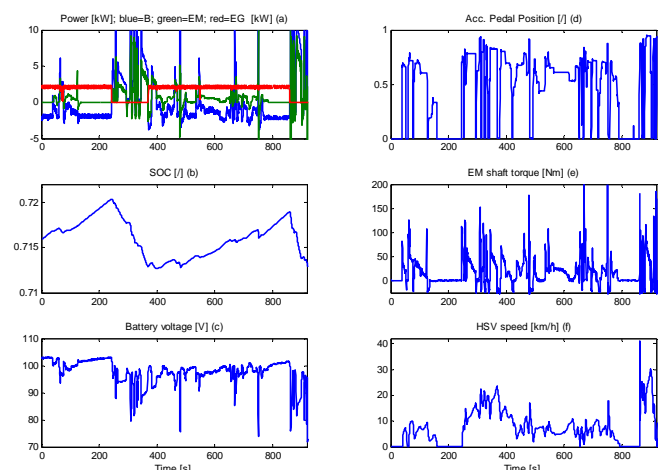 Power [kW]; blue=B; green=EM; red=EG [kW] (a)
10
5
0
-5
0 200 400 600 800
Acc. Pedal Position [/] (d)
1
0.5
0
0 200 400 600 800
SOC [/] (b)
0.72
0.715
0.71
0 200 400 600 800
EM shaft torque [Nm] (e)
200
150
100
50
0
0 200 400 600 800
Battery voltage [V] (c)
110
100
90
80
70
0 200 400 600 800
Time [s]
HSV speed [km/h] (f)
40
30
20
10
0
0 200 400 600 800
Time [s]